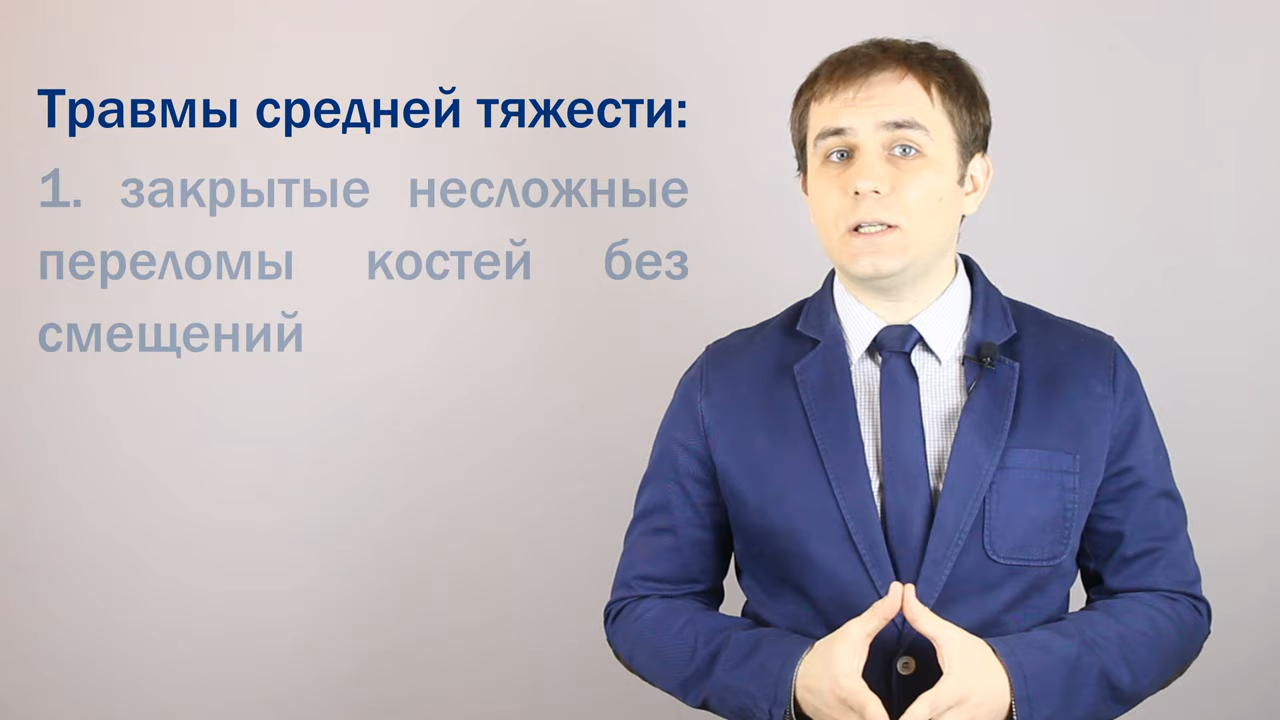 Травмы средней тяжести:
1. закрытые несложные
переломы костей без
смещений